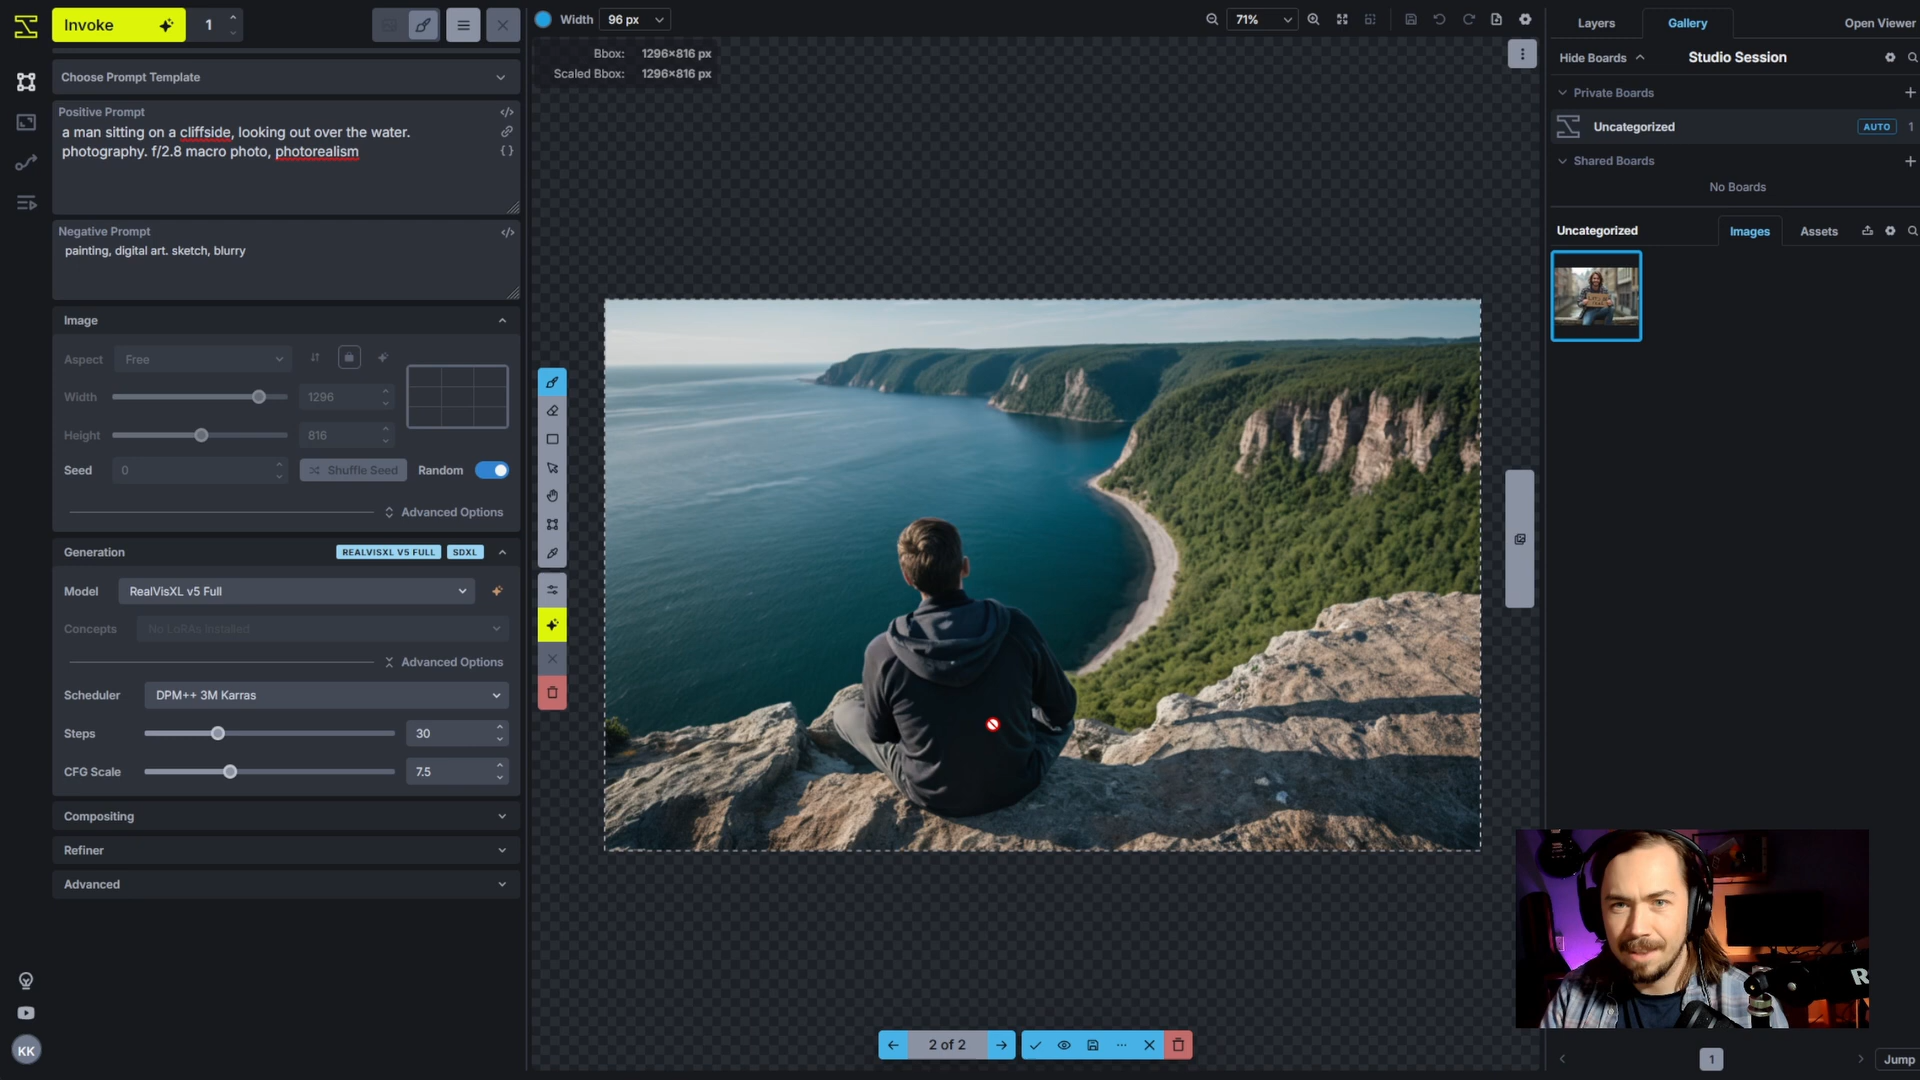 Invoke
1
Width
96 px
71%
Layers
Gallery
Open Viewer
Bbox: 1296×816 px
Scaled Bbox: 1296×816 px
Hide Boards
Studio Session
Choose Prompt Template
Private Boards
Positive Prompt
a man sitting on a cliffside, looking out over the water.
photography. f/2.8 macro photo, photorealism
Uncategorized
AUTO
1
Shared Boards
No Boards
Negative Prompt
painting, digital art. sketch, blurry
Uncategorized
Images
Assets
Image
Aspect
Free
Width
1296
Height
816
Seed
0
Shuffle Seed
Random
Advanced Options
Generation
REALVISXL V5 FULL
SDXL
Model
RealVisXL v5 Full
Concepts
No LoRAs Installed
Advanced Options
Scheduler
DPM++ 3M Karras
Steps
30
CFG Scale
7.5
Compositing
Refiner
Advanced
KK
2 of 2
R
1
Jump